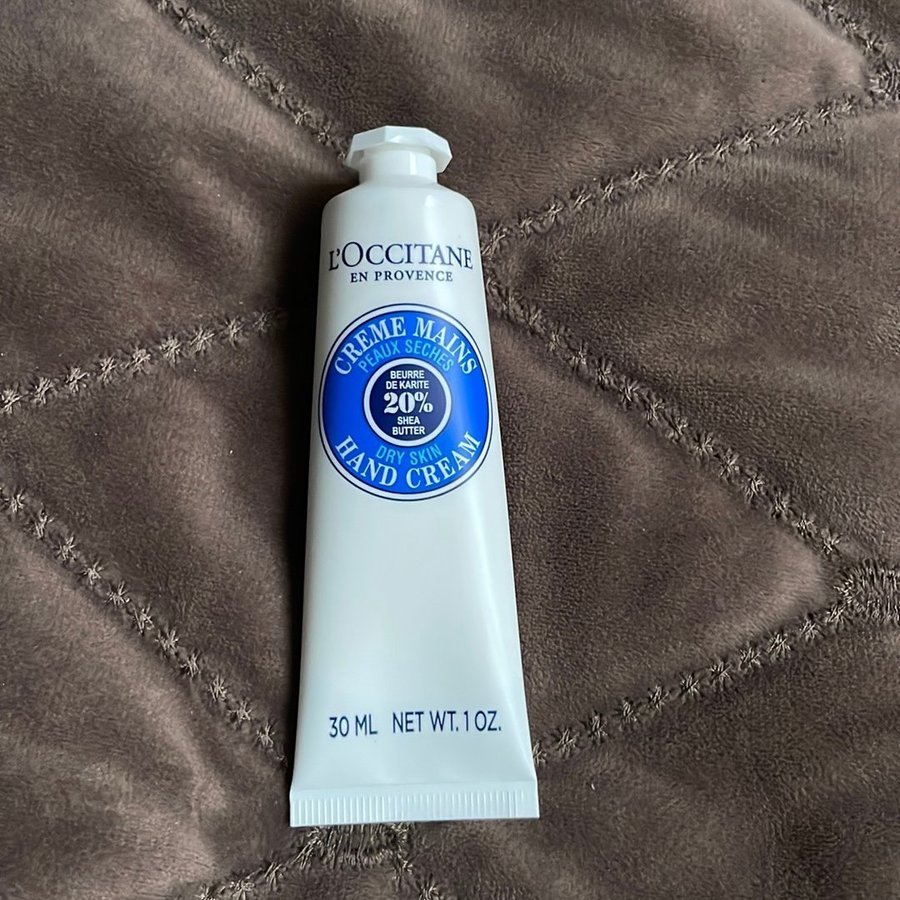 L'OCCITANE
EN PROVENCE
CREME MAINS
PEAUX SECHES
BEURRE
DE KARITE
20%
SHEA
BUTTER
DRY SKIN
HAND CREAM
30 ML NET WT. 1 OZ.